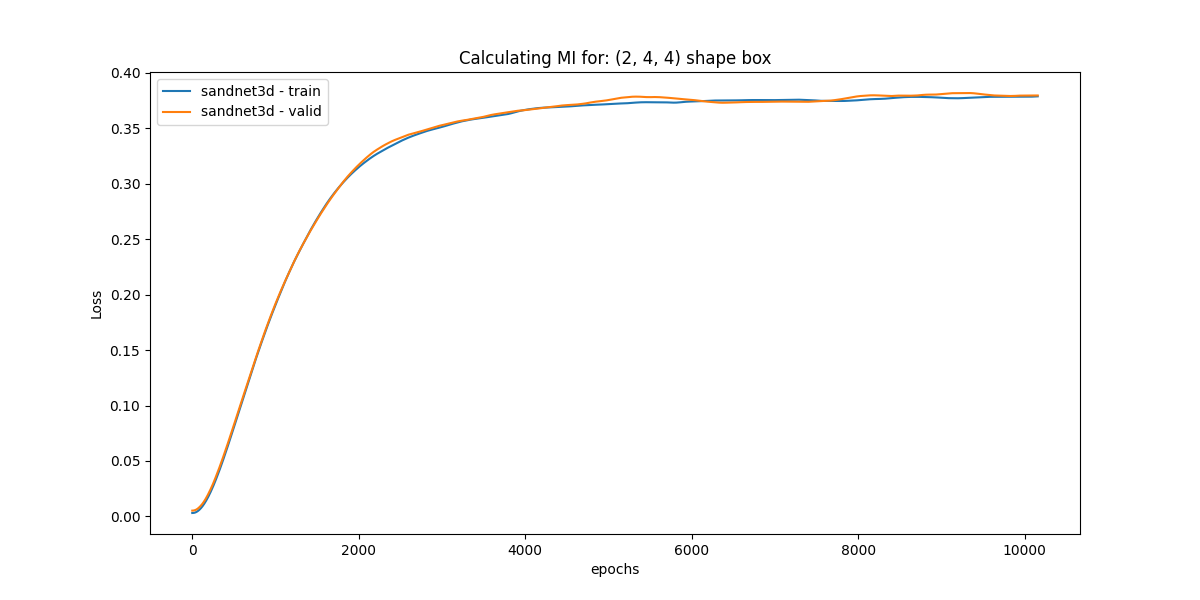 Calculating MI for: (2, 4, 4) shape box
sandnet3d - train
sandnet3d - valid
0.40
0.35
0.30
0.25
0.20
0.15
0.10
0.05
0.00
Loss
0 2000 4000 6000 8000 10000
epochs